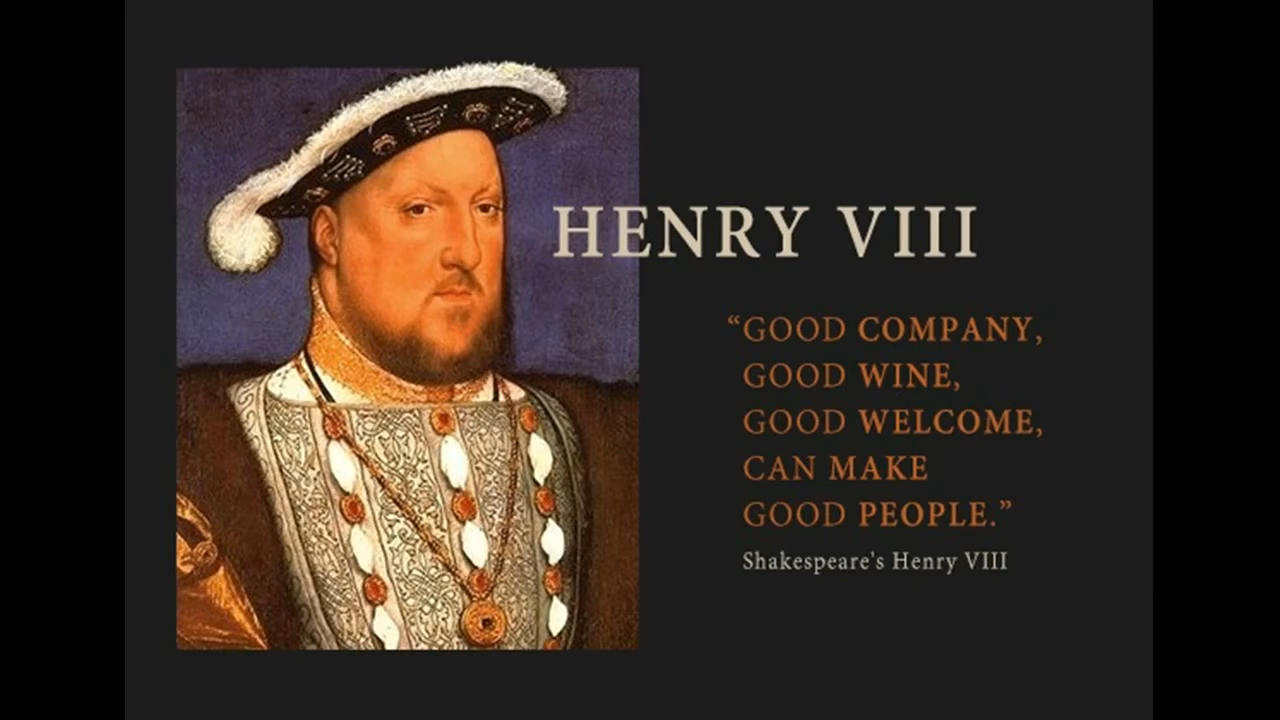 HENRY VIII
“GOOD COMPANY,
GOOD WINE,
GOOD WELCOME,
CAN MAKE
GOOD PEOPLE.”
Shakespeare's Henry VIII